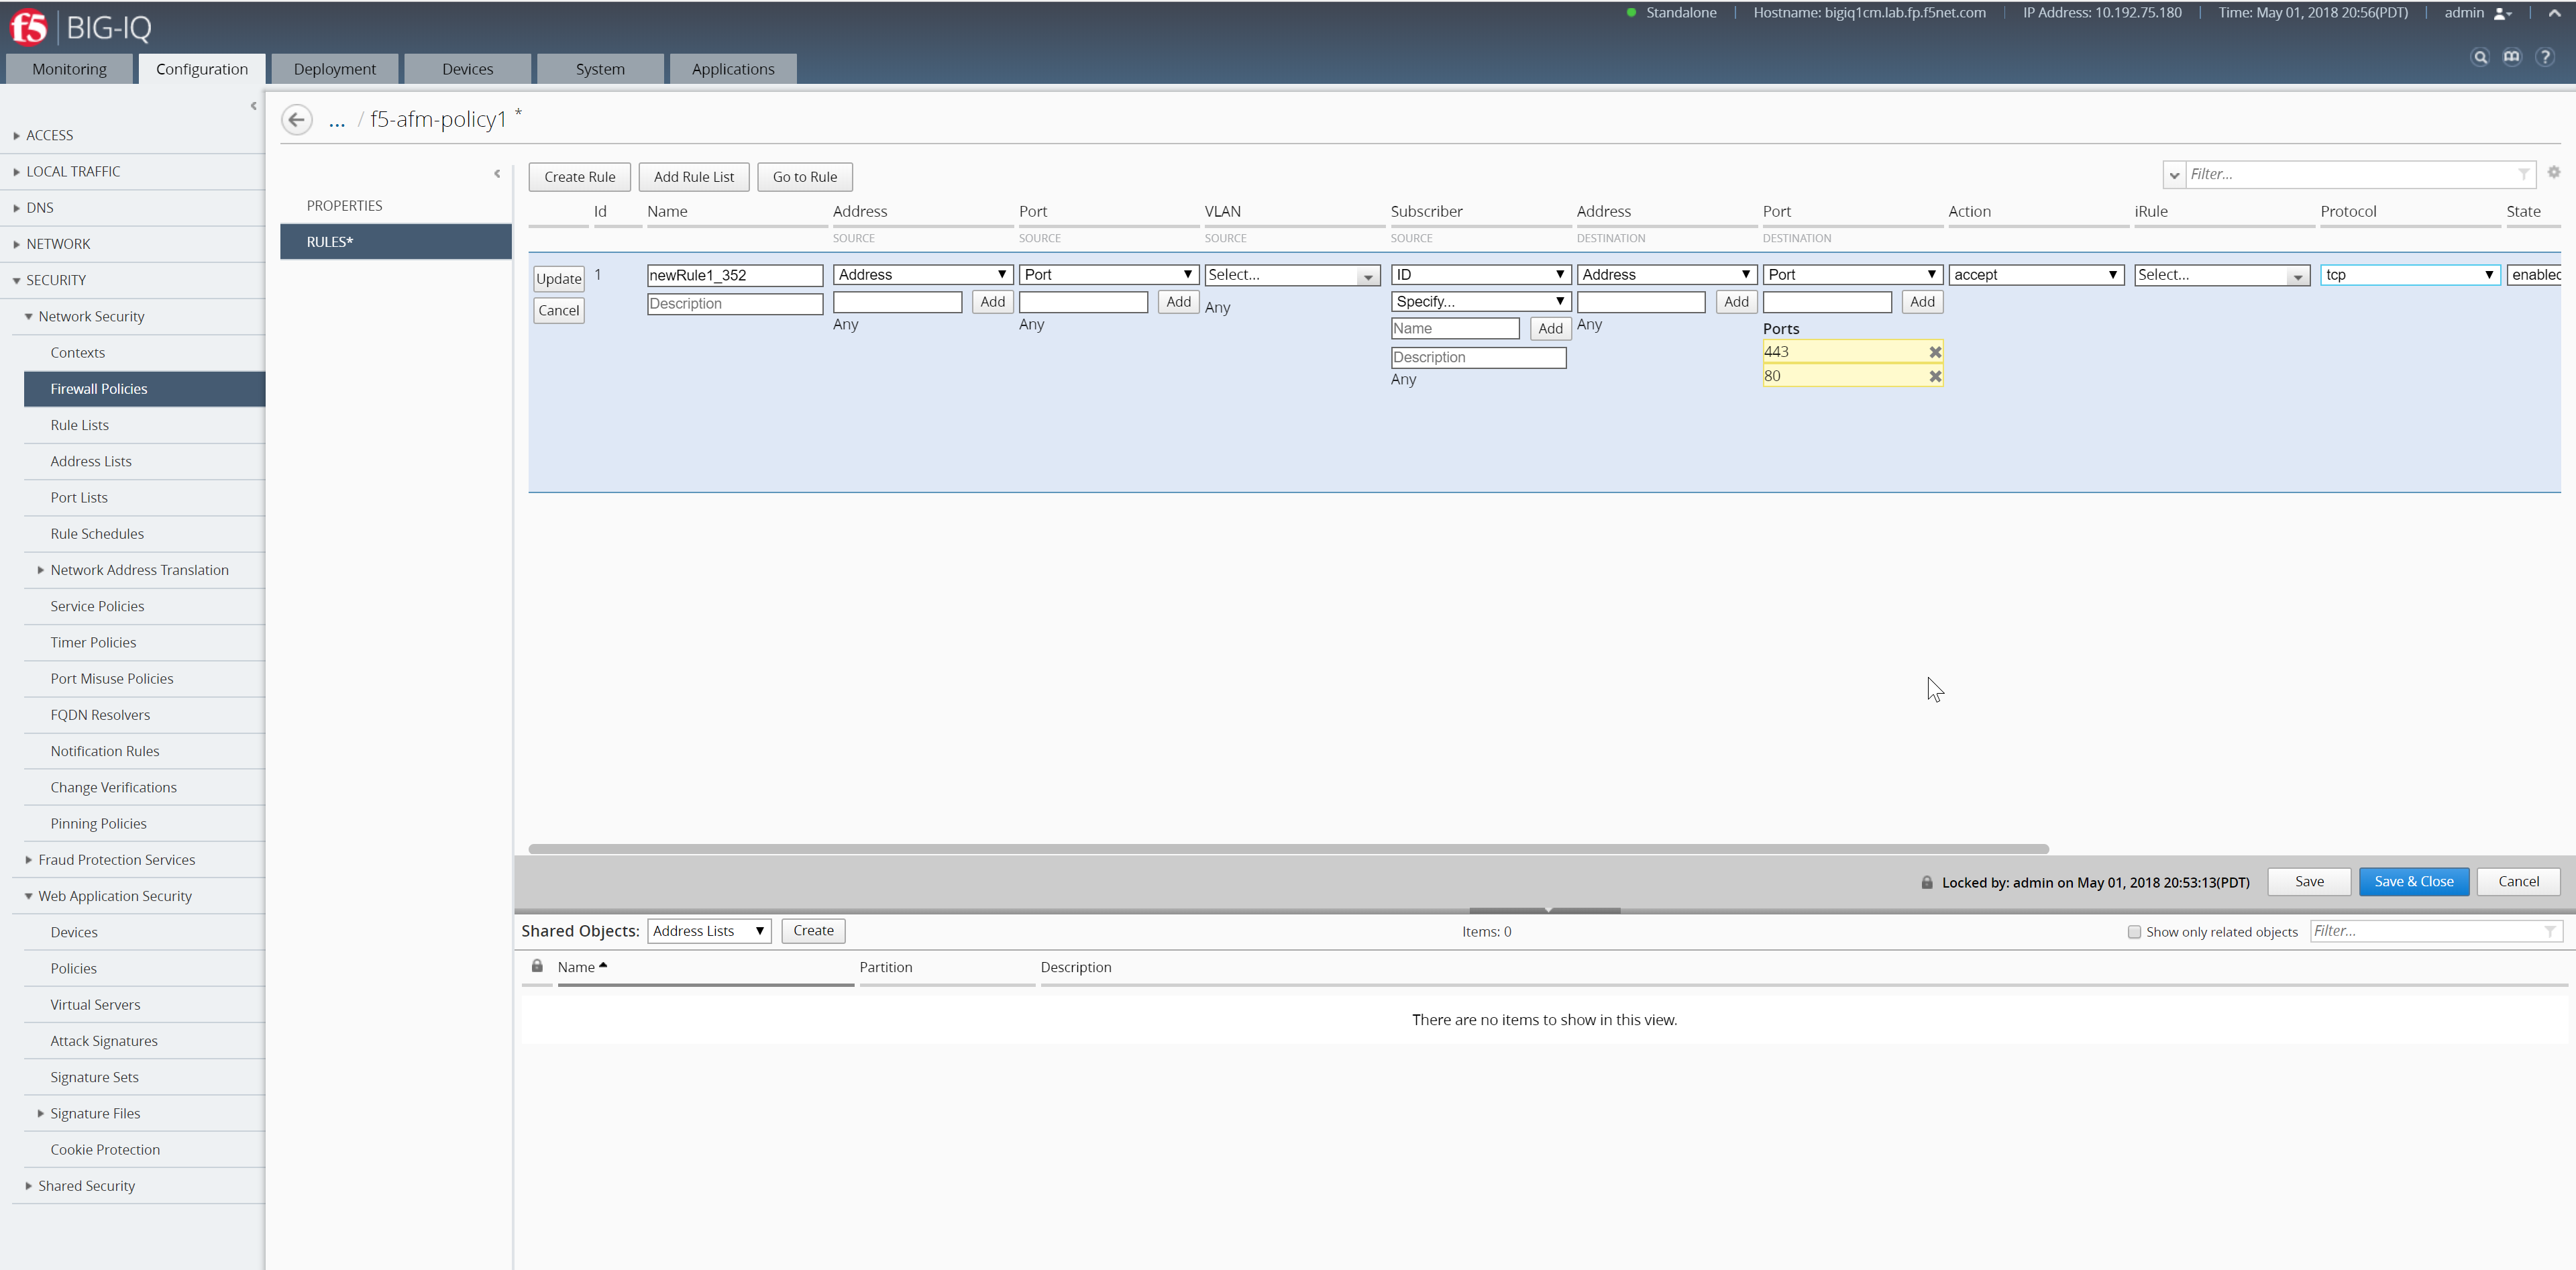 f5 BIG-IQ
Standalone
Hostname: bigiq1cm.lab.fp.f5net.com
IP Address: 10.192.75.180
Time: May 01, 2018 20:56(PDT)
admin
Monitoring
Configuration
Deployment
Devices
System
Applications
ACCESS
LOCAL TRAFFIC
DNS
NETWORK
SECURITY
Network Security
Contexts
Firewall Policies
Rule Lists
Address Lists
Port Lists
Rule Schedules
Network Address Translation
Service Policies
Timer Policies
Port Misuse Policies
FQDN Resolvers
Notification Rules
Change Verifications
Pinning Policies
Fraud Protection Services
Web Application Security
Devices
Policies
Virtual Servers
Attack Signatures
Signature Sets
Signature Files
Cookie Protection
Shared Security
... / f5-afm-policy1 *
PROPERTIES
RULES*
Create Rule Add Rule List Go to Rule Filter...
Id Name Address Port VLAN Subscriber Address Port Action iRule Protocol State
SOURCE SOURCE SOURCE SOURCE DESTINATION DESTINATION
Update 1 newRule1_352 Address Port Select... ID Address Port accept Select... tcp enabled
Cancel Description Add Add Any Specify... Add Add
Any Any Name Add Any Ports
Description 443
Any 80
Locked by: admin on May 01, 2018 20:53:13(PDT) Save Save & Close Cancel
Shared Objects: Address Lists Create Items: 0 Show only related objects Filter...
Name Partition Description
There are no items to show in this view.